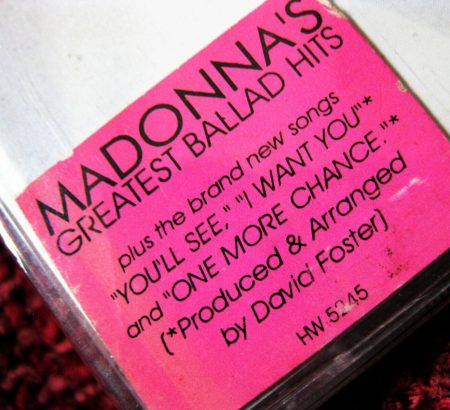 MADONNA'S
GREATEST BALLAD HITS
plus the brand new songs
"YOU'LL SEE," "I WANT YOU"*
and "ONE MORE CHANCE."*
(*Produced & Arranged
by David Foster)
HW 5245